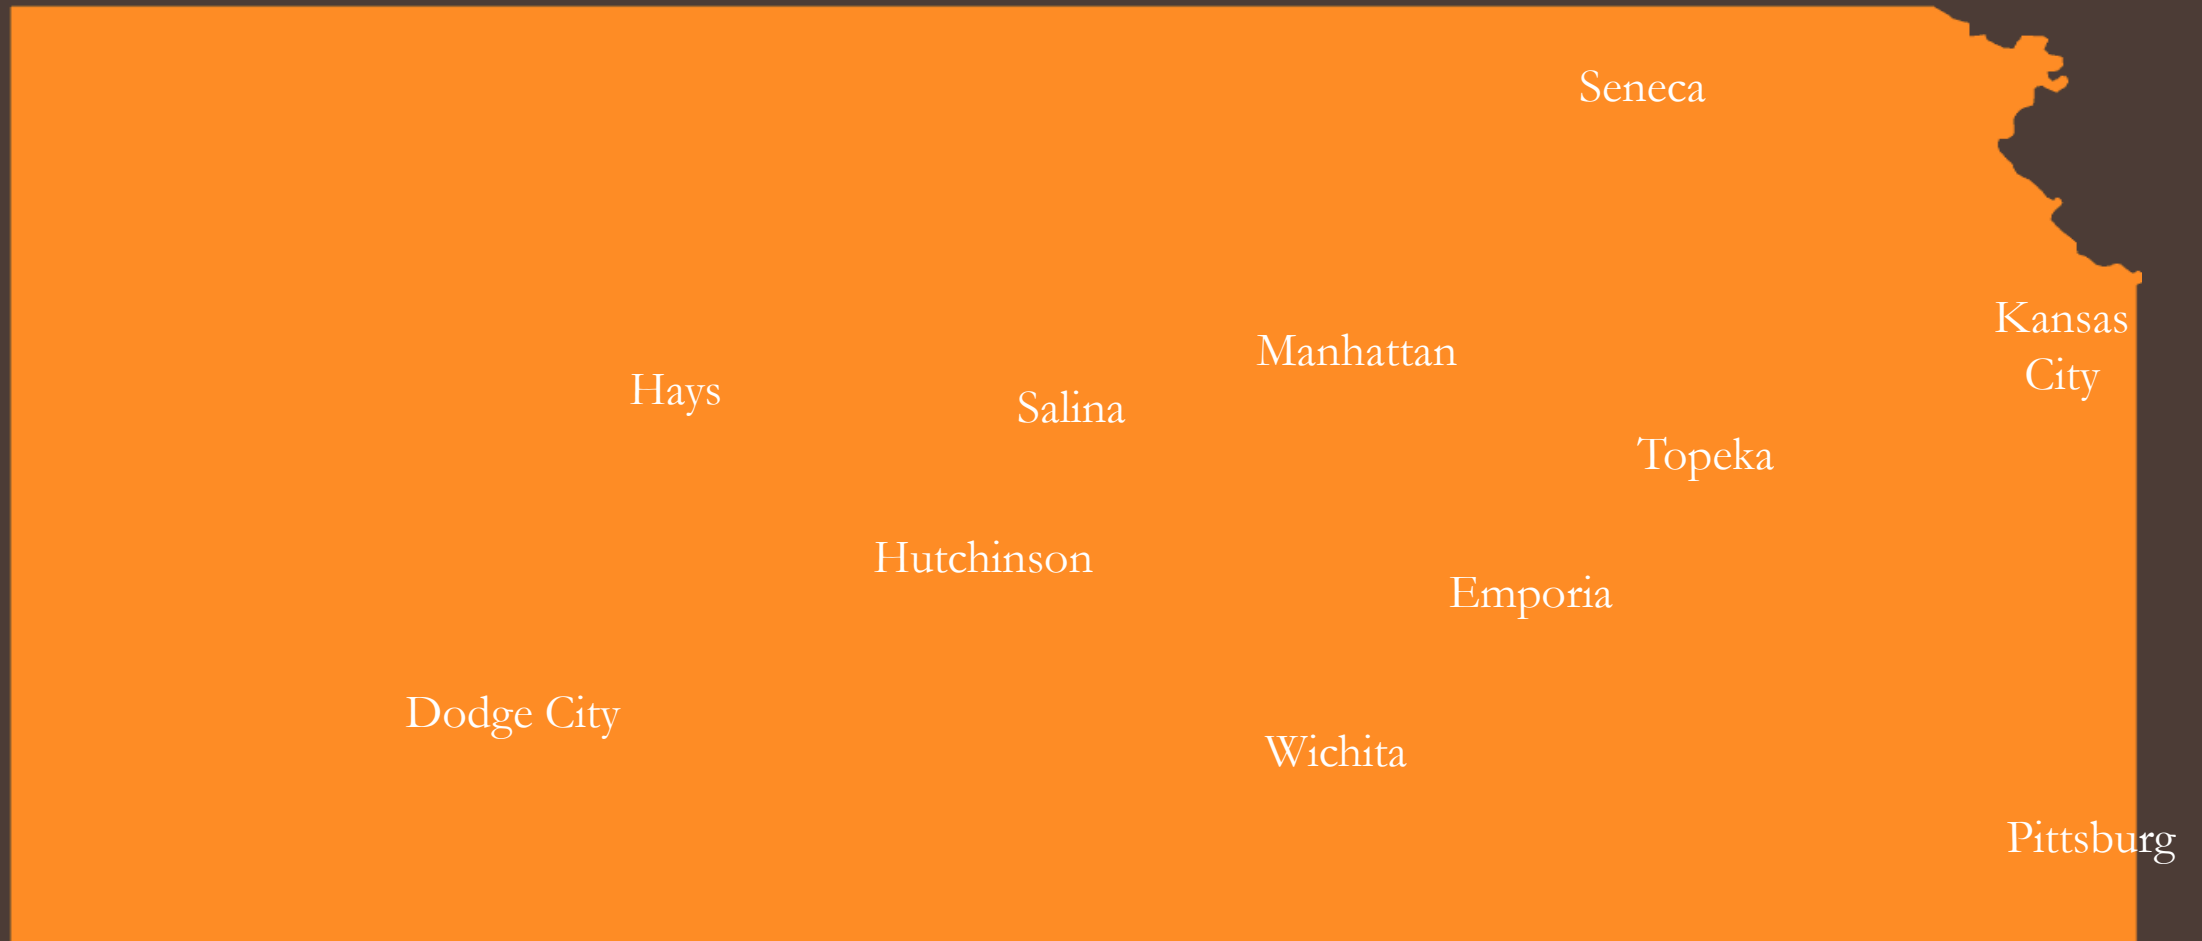 Seneca
Kansas
City
Manhattan
Hays
Salina
Topeka
Hutchinson
Emporia
Dodge City
Wichita
Pittsburg